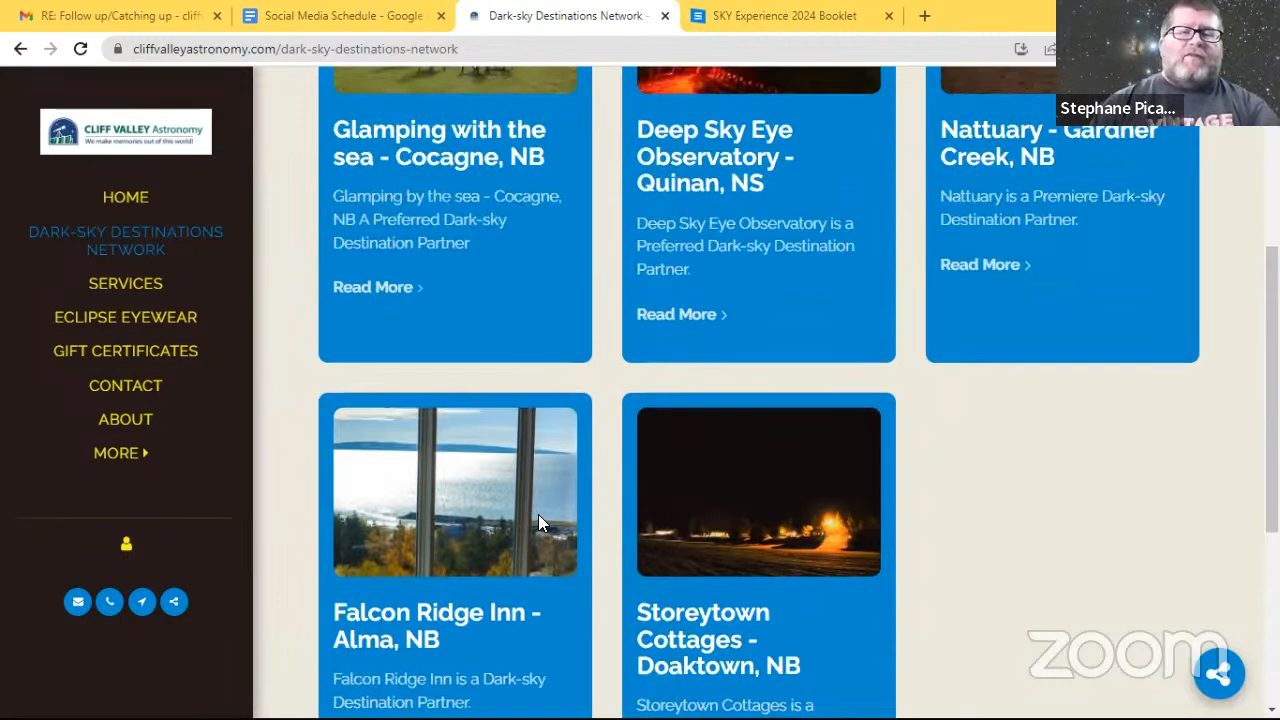 RE: Follow up/Catching up - cliff
Social Media Schedule - Google
Dark-sky Destinations Network -
SKY Experience 2024 Booklet
cliffvalleyastronomy.com/dark-sky-destinations-network
Stephane Pica...
CLIFF VALLEY Astronomy
We make memories out of this world!
HOME
DARK-SKY DESTINATIONS
NETWORK
SERVICES
ECLIPSE EYEWEAR
GIFT CERTIFICATES
CONTACT
ABOUT
MORE
Glamping with the
sea - Cocagne, NB
Glamping by the sea - Cocagne,
NB A Preferred Dark-sky
Destination Partner
Read More >
Deep Sky Eye
Observatory -
Quinan, NS
Deep Sky Eye Observatory is a
Preferred Dark-sky Destination
Partner.
Read More >
Nattuary - Gardner
Creek, NB
Nattuary is a Premiere Dark-sky
Destination Partner.
Read More >
Falcon Ridge Inn -
Alma, NB
Falcon Ridge Inn is a Dark-sky
Destination Partner.
Storeytown
Cottages -
Doaktown, NB
Storeytown Cottages is a
zoom